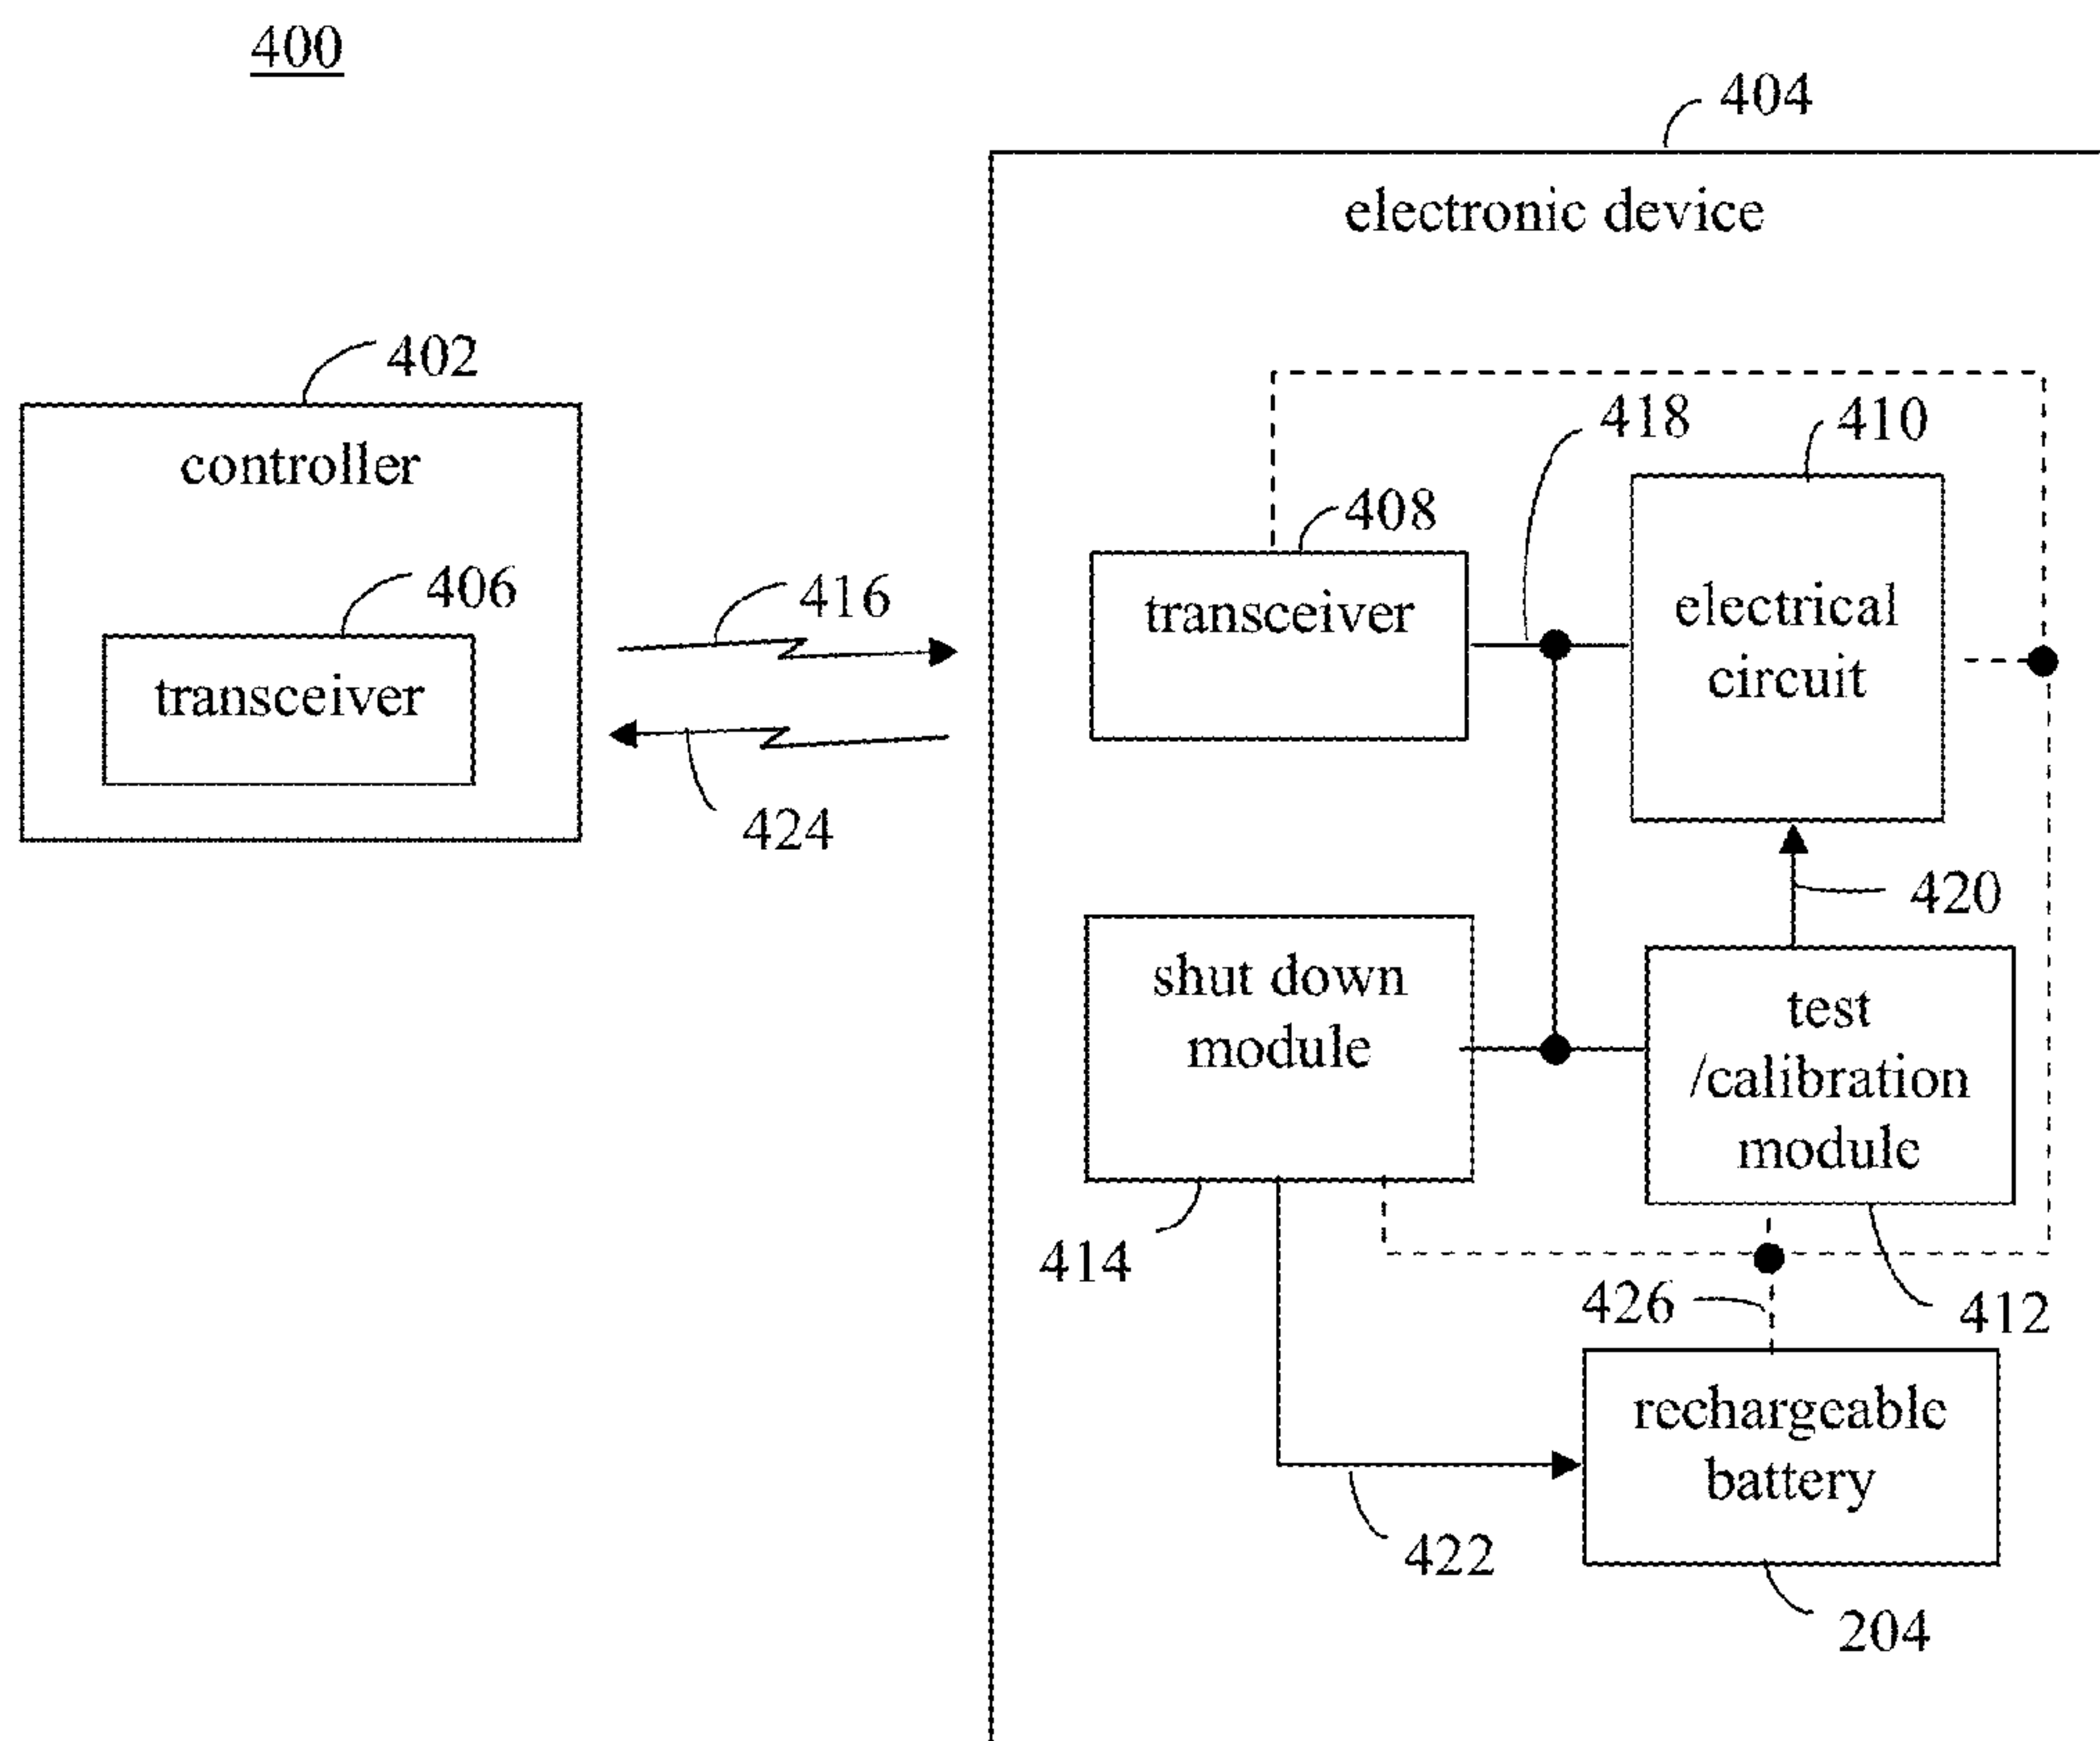 400
404
electronic device
402
controller
418
410
408
406
416
transceiver
electrical
circuit
transceiver
424
420
shut down
module
test
/calibration
module
414
426
412
rechargeable
battery
422
204